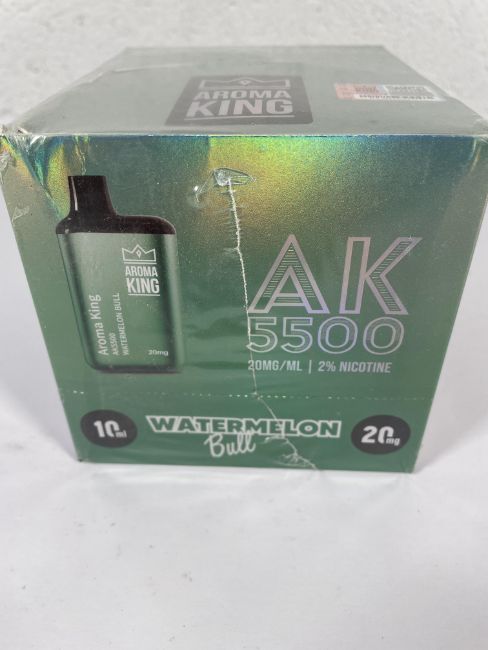 AROMA
KING
AROMA
KING
Aroma King
AK5500
WATERMELON BULL
20mg
AK
5500
20MG/ML | 2% NICOTINE
10ml
WATERMELON
Bull
20mg